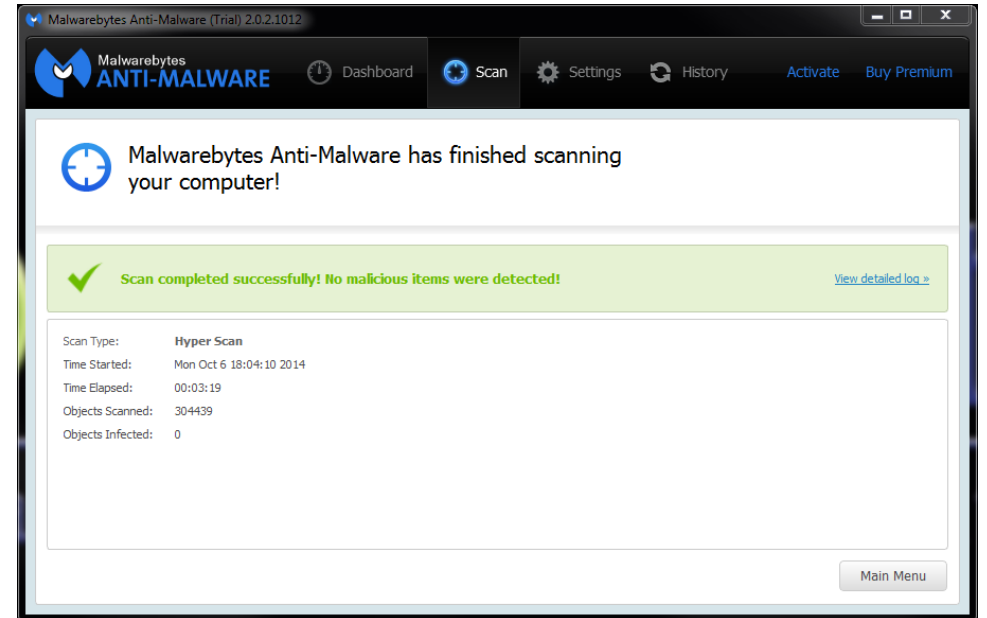 Malwarebytes Anti-Malware (Trial) 2.0.2.1012
Malwarebytes
ANTI-MALWARE
Dashboard
Scan
Settings
History
Activate
Buy Premium
Malwarebytes Anti-Malware has finished scanning
your computer!
Scan completed successfully! No malicious items were detected!
View detailed log »
Scan Type: Hyper Scan
Time Started: Mon Oct 6 18:04:10 2014
Time Elapsed: 00:03:19
Objects Scanned: 304439
Objects Infected: 0
Main Menu